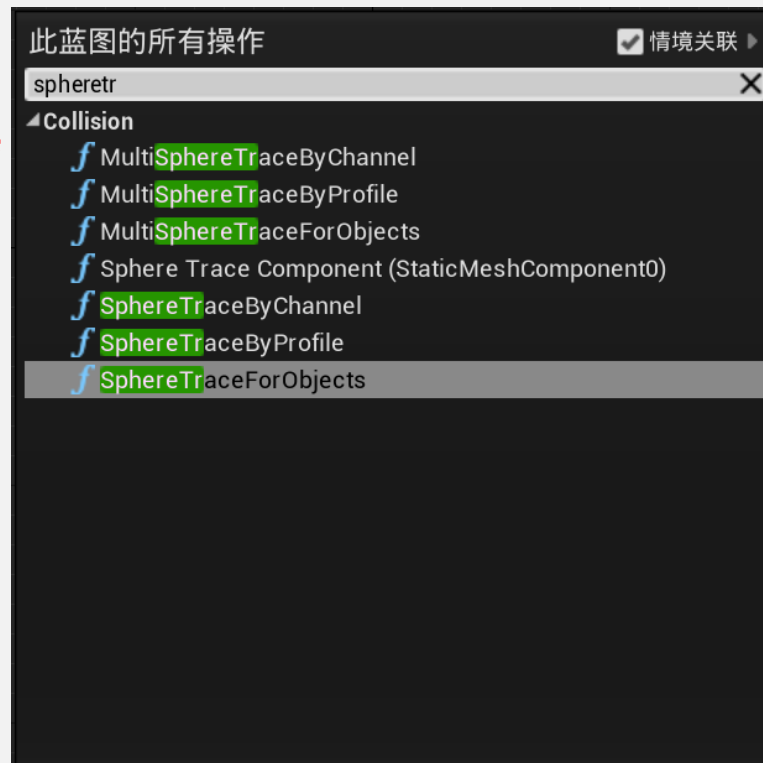 此蓝图的所有操作 情境关联
spheretr
Collision
MultiSphereTraceByChannel
MultiSphereTraceByProfile
MultiSphereTraceForObjects
Sphere Trace Component (StaticMeshComponent0)
SphereTraceByChannel
SphereTraceByProfile
SphereTraceForObjects